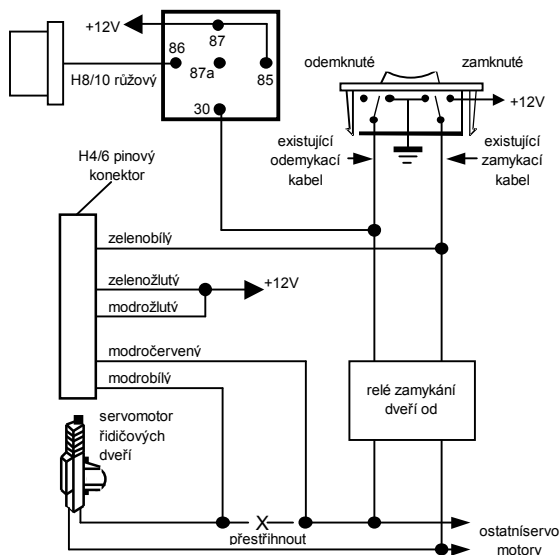 +12V
87
86
87a
85
H8/10 růžový
30
odemknuté
zamknuté
+12V
existující
odemykací
kabel
existující
zamykací
kabel
H4/6 pinový
konektor
zelenobílý
zelenožlutý
+12V
modrožlutý
modročervený
modrobílý
relé zamykání
dveří od
servomotor
řidičových
dveří
X
přestřihnout
ostatníservo
motory